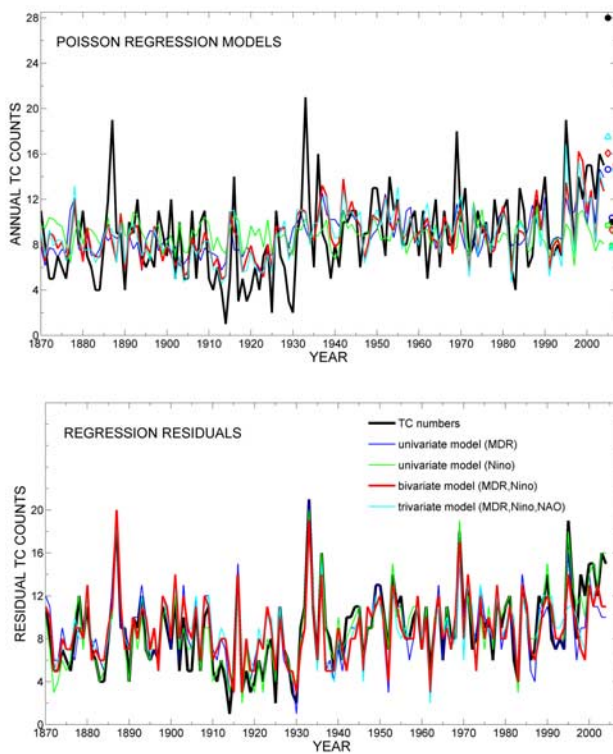 POISSON REGRESSION MODELS
ANNUAL TC COUNTS
28
24
20
16
12
8
4
0
1870 1880 1890 1900 1910 1920 1930 1940 1950 1960 1970 1980 1990 2000
YEAR
REGRESSION RESIDUALS
TC numbers
univariate model (MDR)
univariate model (Nino)
bivariate model (MDR,Nino)
trivariate model (MDR,Nino,NAO)
RESIDUAL TC COUNTS
24
20
16
12
8
4
0
1870 1880 1890 1900 1910 1920 1930 1940 1950 1960 1970 1980 1990 2000
YEAR